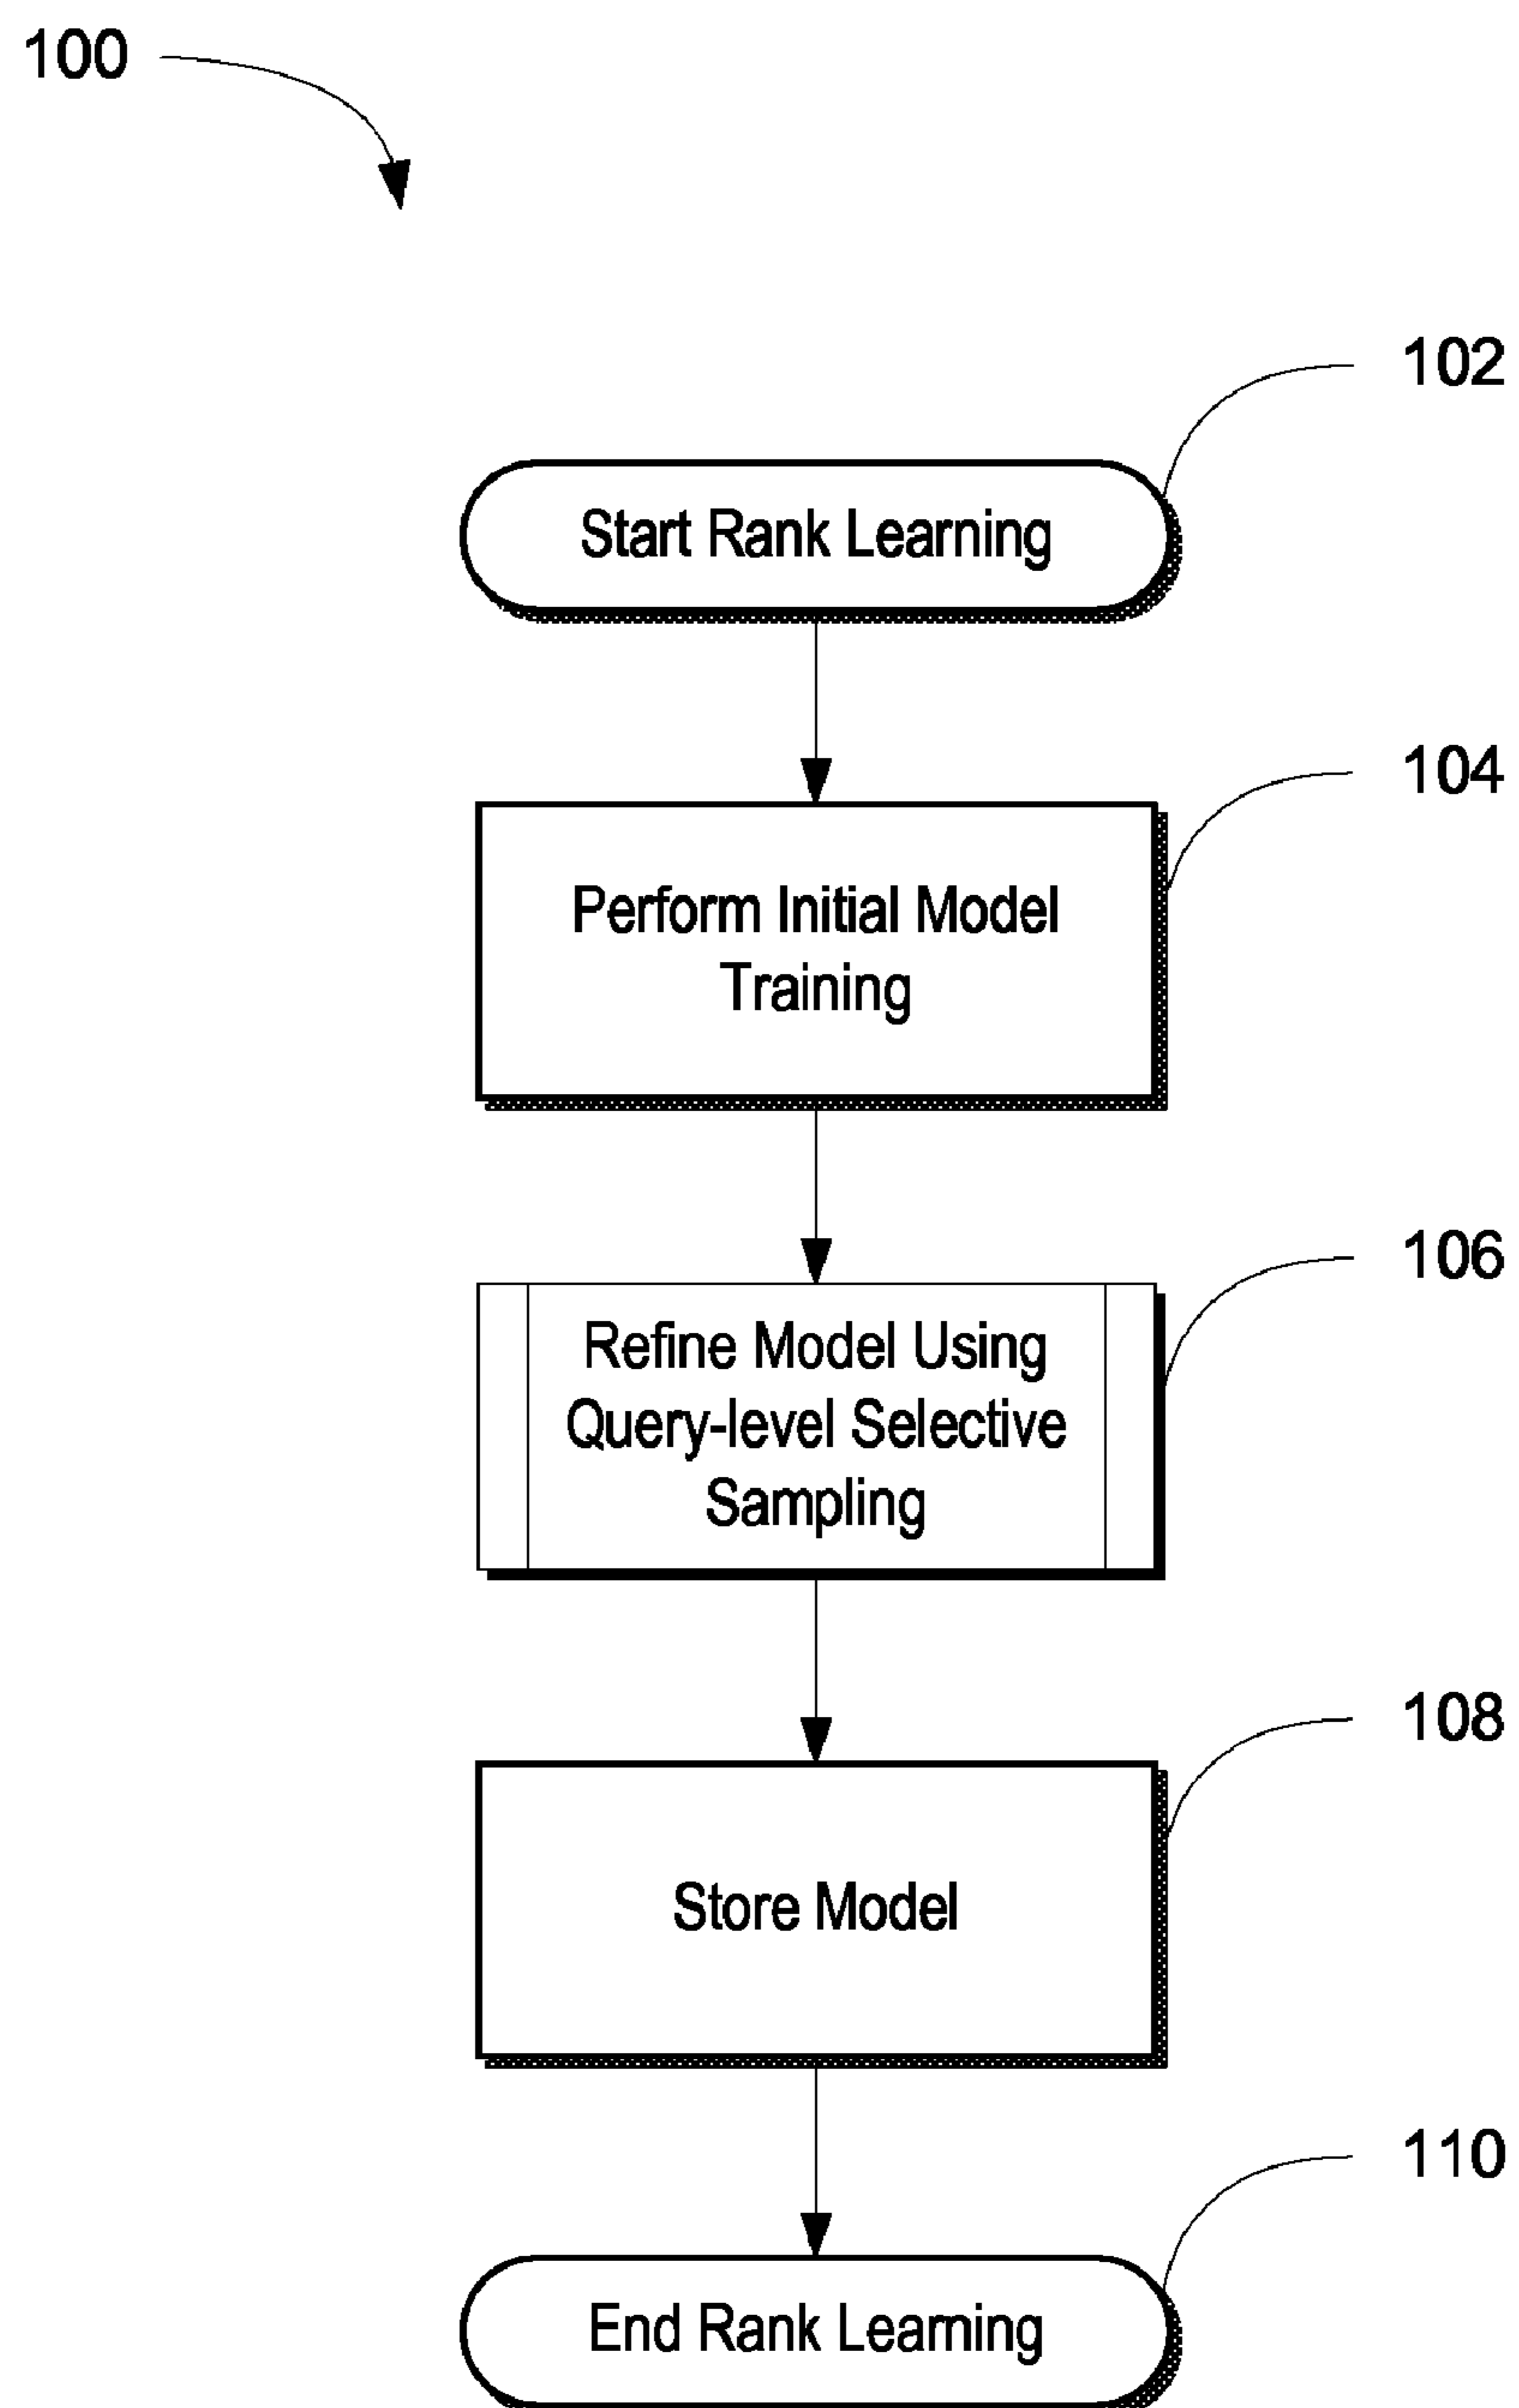 100
102
Start Rank Learning
104
Perform Initial Model
Training
106
Refine Model Using
Query-level Selective
Sampling
108
Store Model
110
End Rank Learning